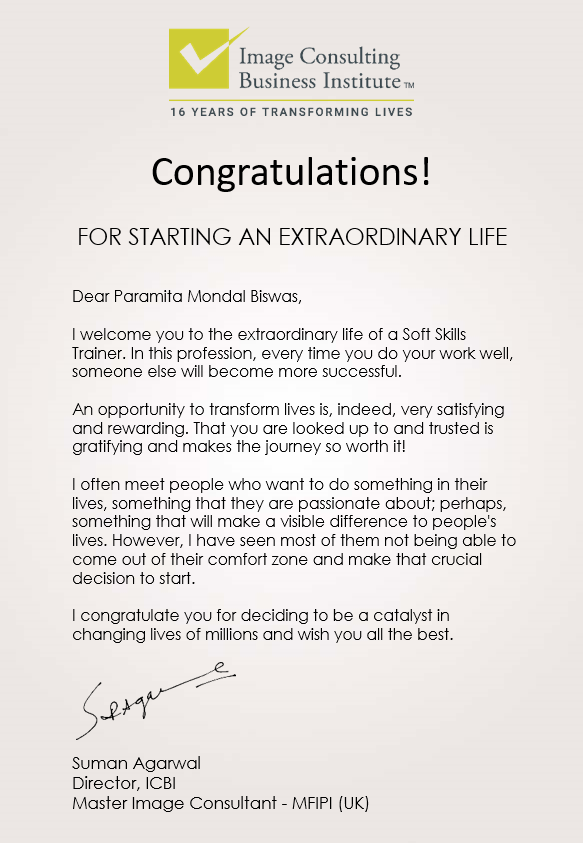 Image Consulting
Business Institute™
16 YEARS OF TRANSFORMING LIVES
Congratulations!
FOR STARTING AN EXTRAORDINARY LIFE
Dear Paramita Mondal Biswas,
I welcome you to the extraordinary life of a Soft Skills
Trainer. In this profession, every time you do your work well,
someone else will become more successful.
An opportunity to transform lives is, indeed, very satisfying
and rewarding. That you are looked up to and trusted is
gratifying and makes the journey so worth it!
I often meet people who want to do something in their
lives, something that they are passionate about; perhaps,
something that will make a visible difference to people's
lives. However, I have seen most of them not being able to
come out of their comfort zone and make that crucial
decision to start.
I congratulate you for deciding to be a catalyst in
changing lives of millions and wish you all the best.
Suman Agarwal
Director, ICBI
Master Image Consultant - MFIPI (UK)